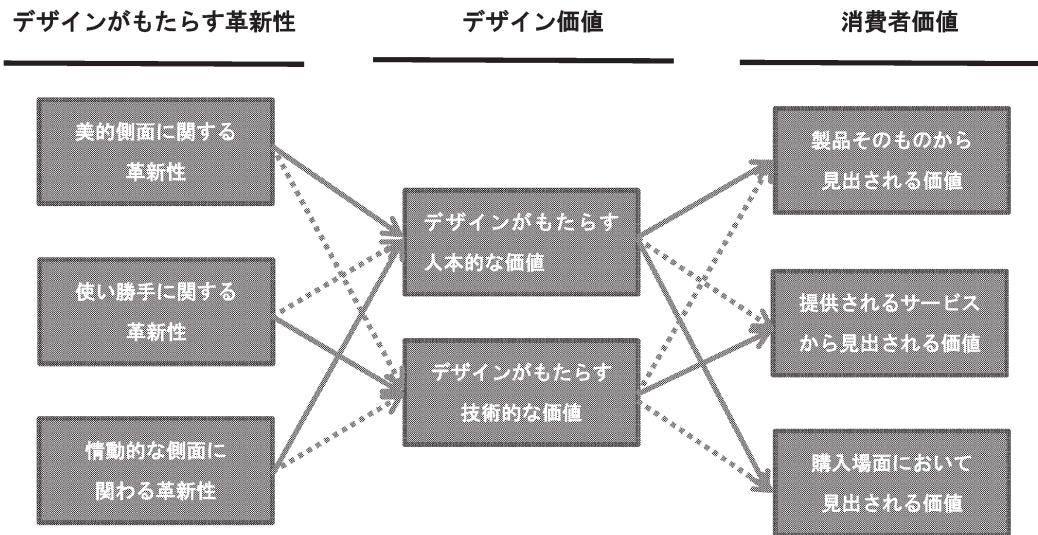 デザインがもたらす革新性
デザイン価値
消費者価値
美的側面に関する
革新性
使い勝手に関する
革新性
情動的な側面に
関わる革新性
デザインがもたらす
人本的な価値
デザインがもたらす
技術的な価値
製品そのものから
見出される価値
提供されるサービス
から見出される価値
購入場面において
見出される価値